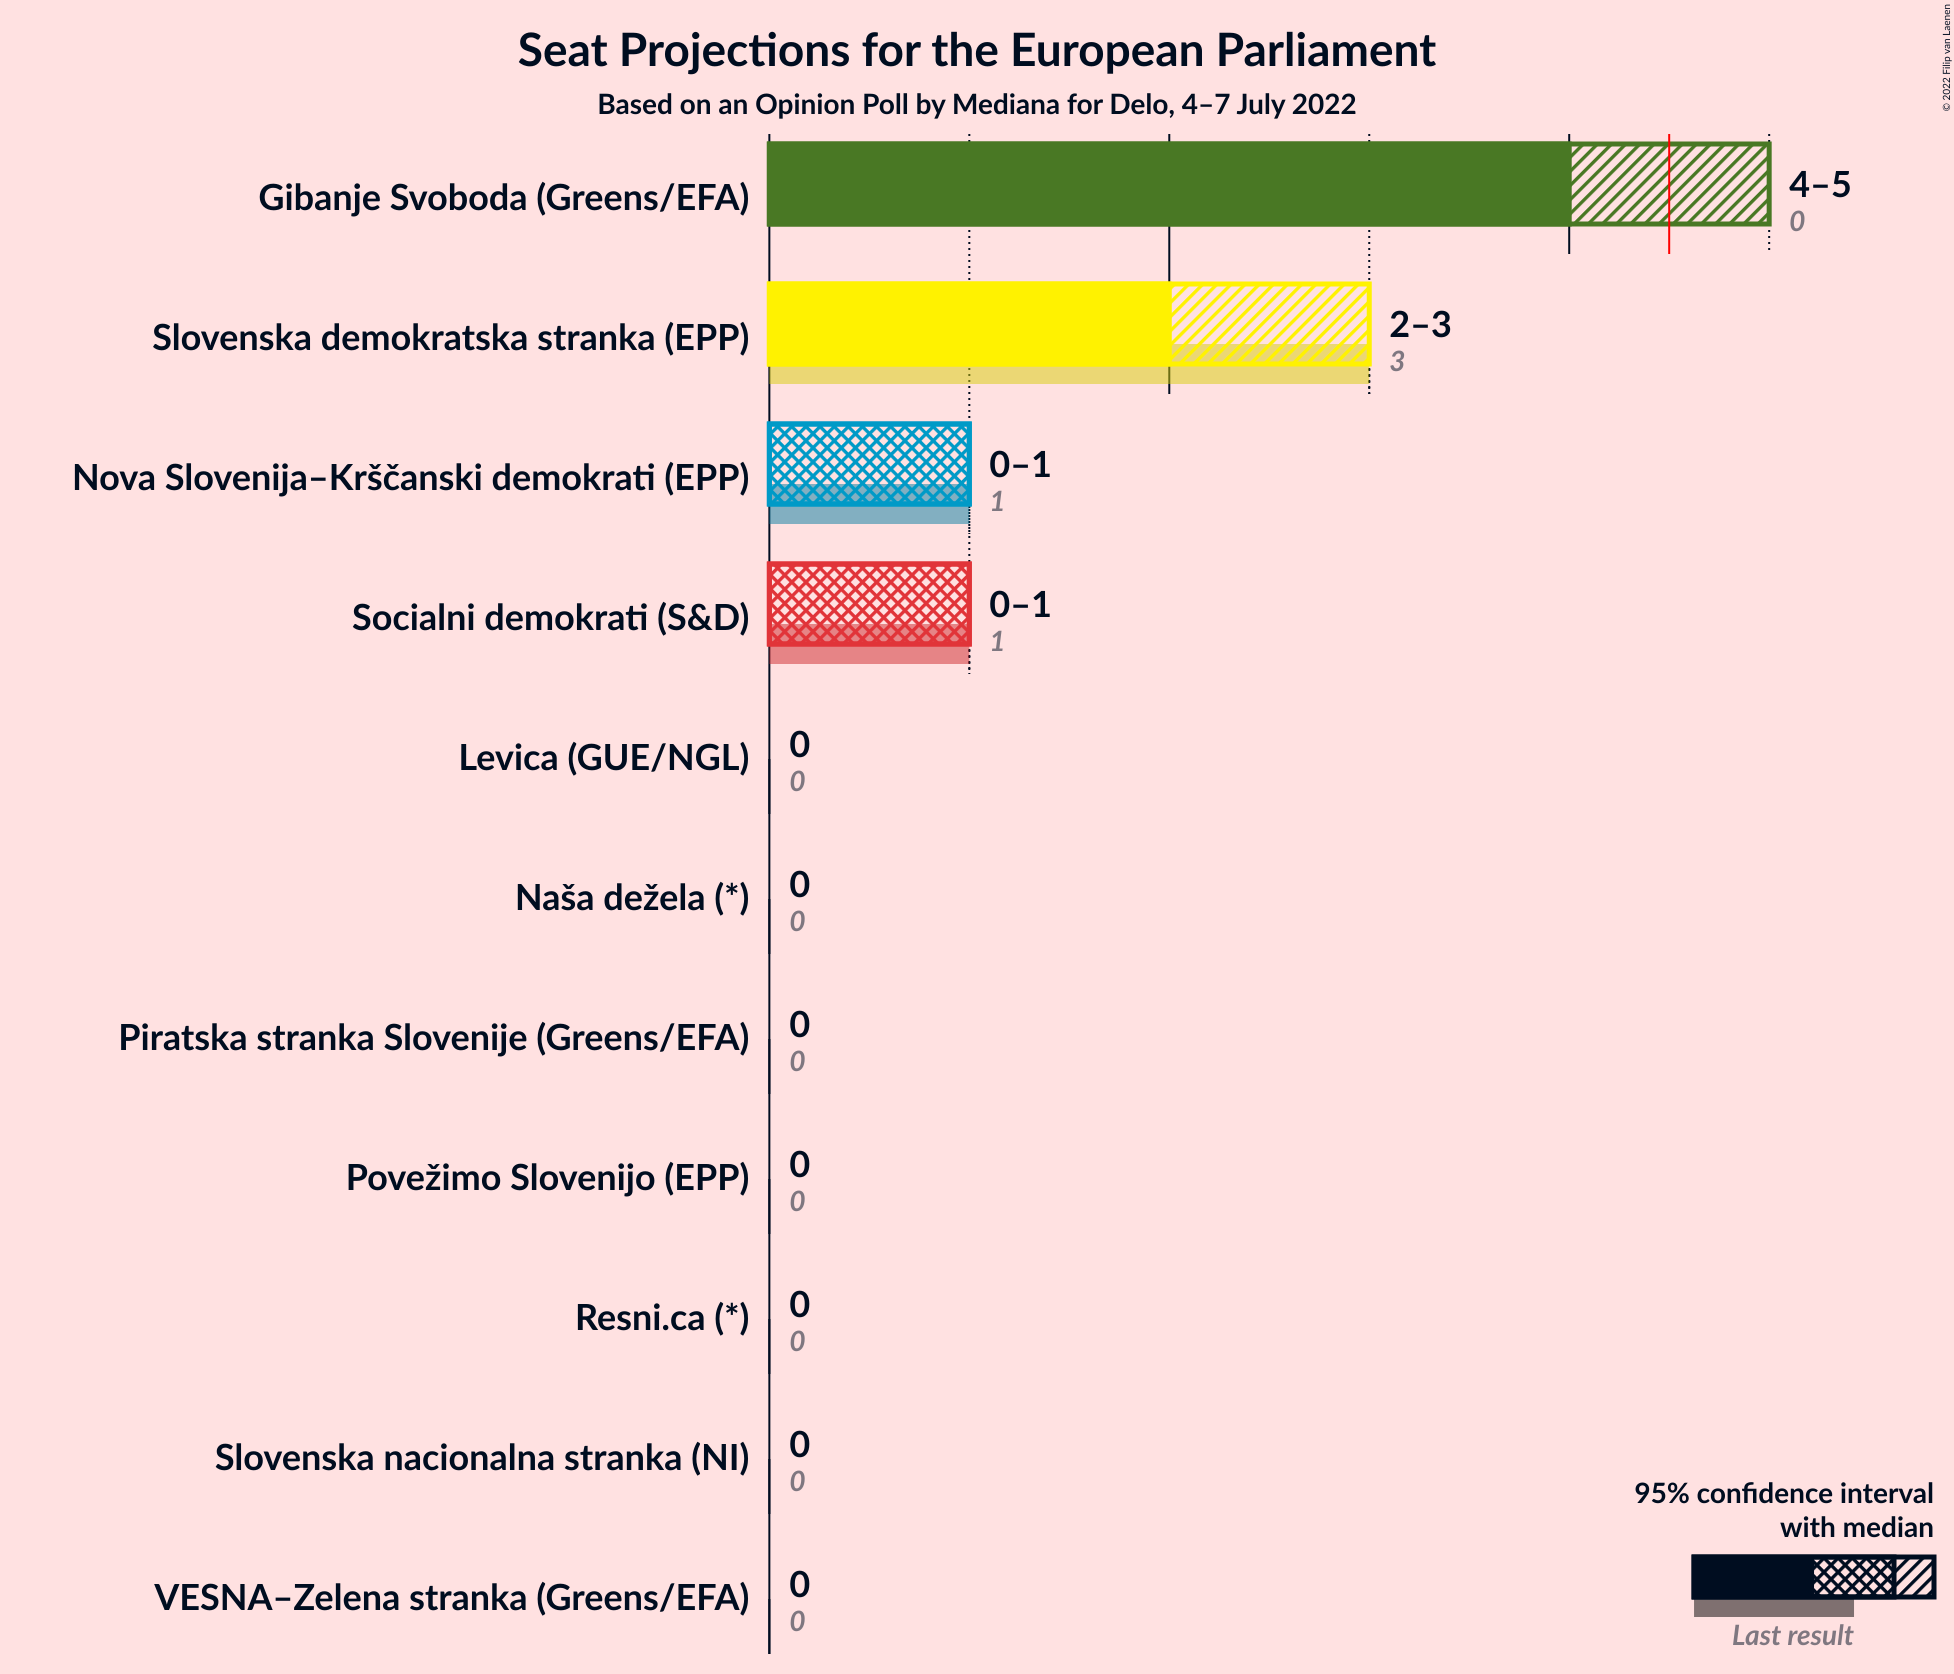 Seat Projections for the European Parliament
Based on an Opinion Poll by Mediana for Delo, 4–7 July 2022
© 2022 Filip van Laenen
Gibanje Svoboda (Greens/EFA)
4–5
0
Slovenska demokratska stranka (EPP)
2–3
3
Nova Slovenija–Krščanski demokrati (EPP)
0–1
1
Socialni demokrati (S&D)
0–1
1
Levica (GUE/NGL)
0
0
Naša dežela (*)
0
0
Piratska stranka Slovenije (Greens/EFA)
0
0
Povežimo Slovenijo (EPP)
0
0
Resni.ca (*)
0
0
Slovenska nacionalna stranka (NI)
0
0
VESNA–Zelena stranka (Greens/EFA)
0
0
95% confidence interval
with median
Last result